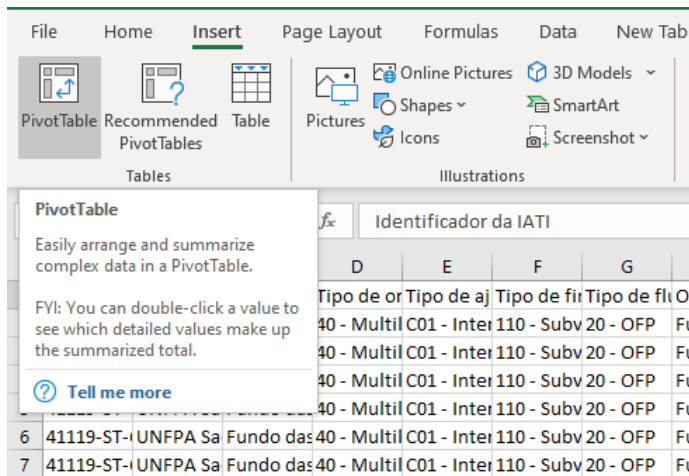 File Home Insert Page Layout Formulas Data New Tab
PivotTable Recommended PivotTables Table Pictures
Online Pictures 3D Models
Shapes SmartArt
Icons Screenshot
Tables Illustrations
PivotTable
Easily arrange and summarize
complex data in a PivotTable.
FYI: You can double-click a value to
see which detailed values make up
the summarized total.
Tell me more
fx Identificador da IATI
D E F G
Tipo de or Tipo de aj Tipo de fir Tipo de flu O
40 - Multil C01 - Inter 110 - Subv 20 - OFP Fu
40 - Multil C01 - Inter 110 - Subv 20 - OFP Fu
40 - Multil C01 - Inter 110 - Subv 20 - OFP Fu
40 - Multil C01 - Inter 110 - Subv 20 - OFP Fu
6 41119-ST-( UNFPA Sa Fundo das 40 - Multil C01 - Inter 110 - Subv 20 - OFP Fu
7 41119-ST-( UNFPA Sa Fundo das 40 - Multil C01 - Inter 110 - Subv 20 - OFP Fu